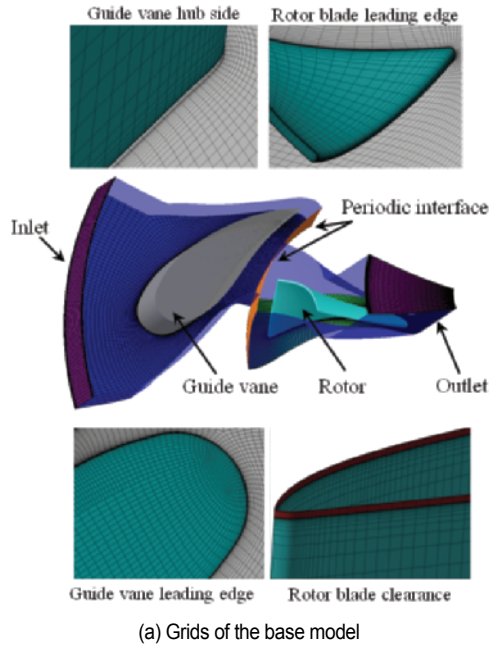 Guide vane hub side
Rotor blade leading edge
Periodic interface
Inlet
Guide vane
Rotor
Outlet
Guide vane leading edge
Rotor blade clearance
(a) Grids of the base model